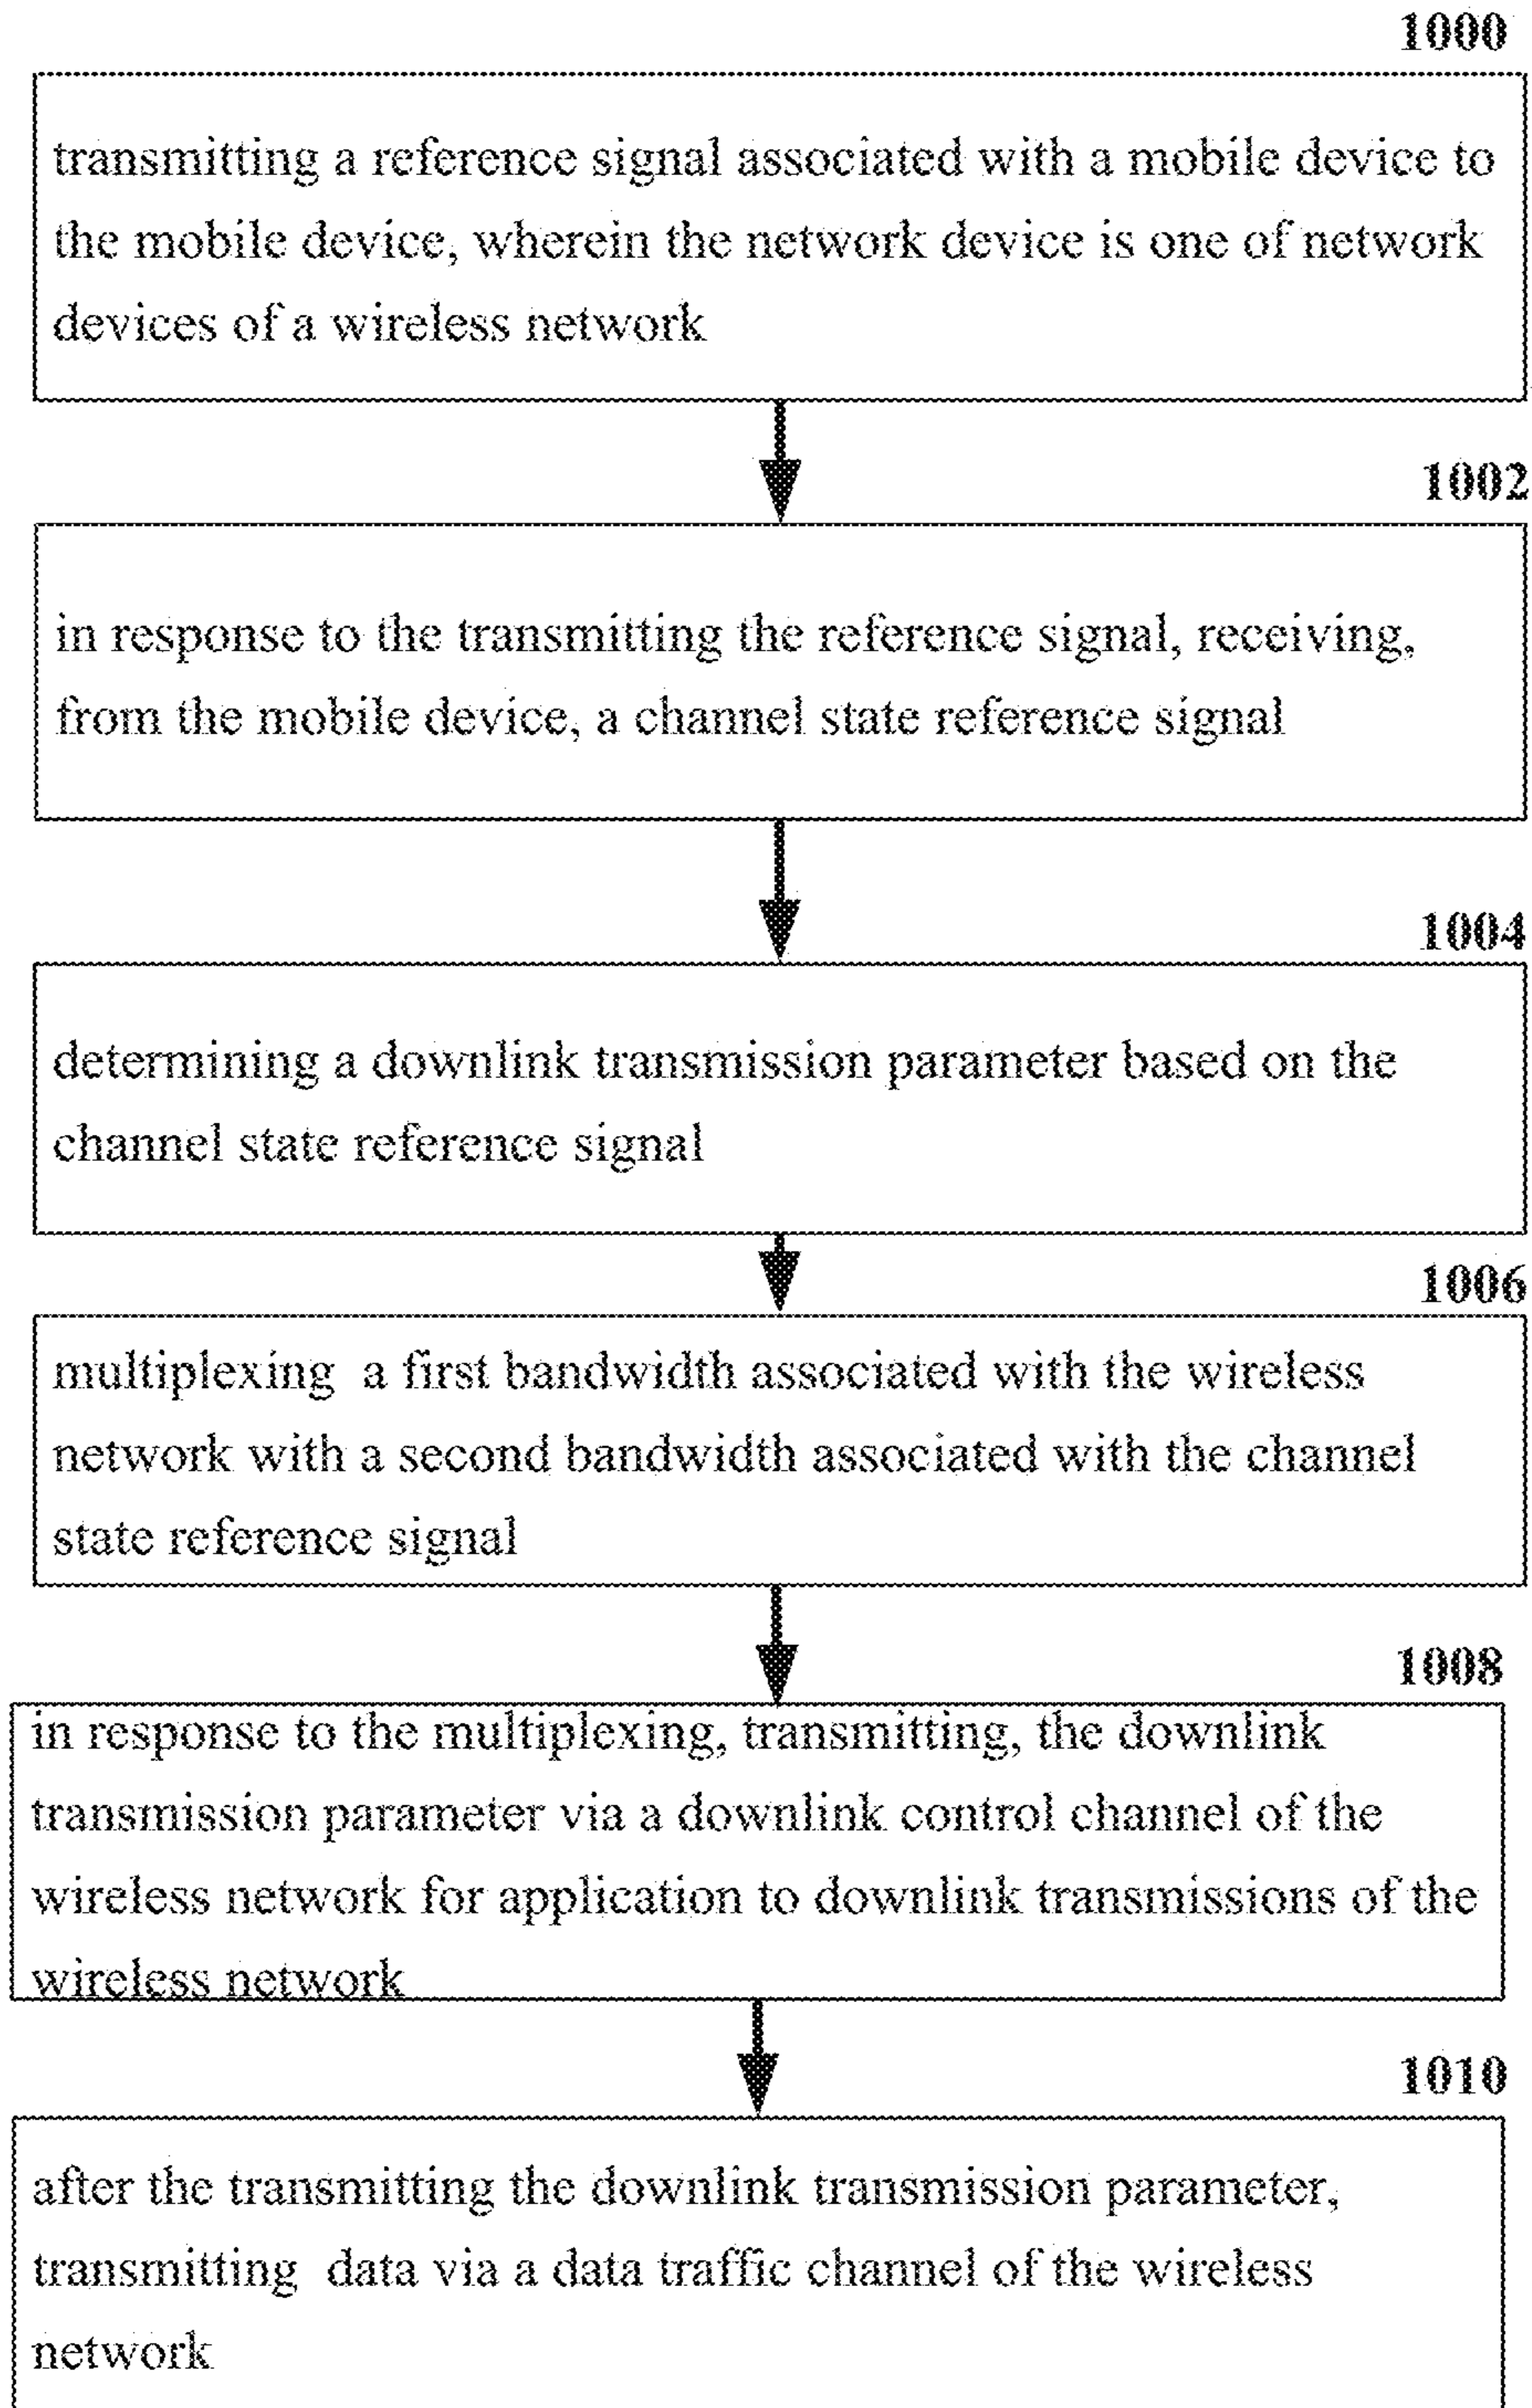 1000
transmitting a reference signal associated with a mobile device to
the mobile device, wherein the network device is one of network
devices of a wireless network
1002
in response to the transmitting the reference signal, receiving,
from the mobile device, a channel state reference signal
1004
determining a downlink transmission parameter based on the
channel state reference signal
1006
multiplexing a first bandwidth associated with the wireless
network with a second bandwidth associated with the channel
state reference signal
1008
in response to the multiplexing, transmitting, the downlink
transmission parameter via a downlink control channel of the
wireless network for application to downlink transmissions of the
wireless network
1010
after the transmitting the downlink transmission parameter,
transmitting data via a data traffic channel of the wireless
network